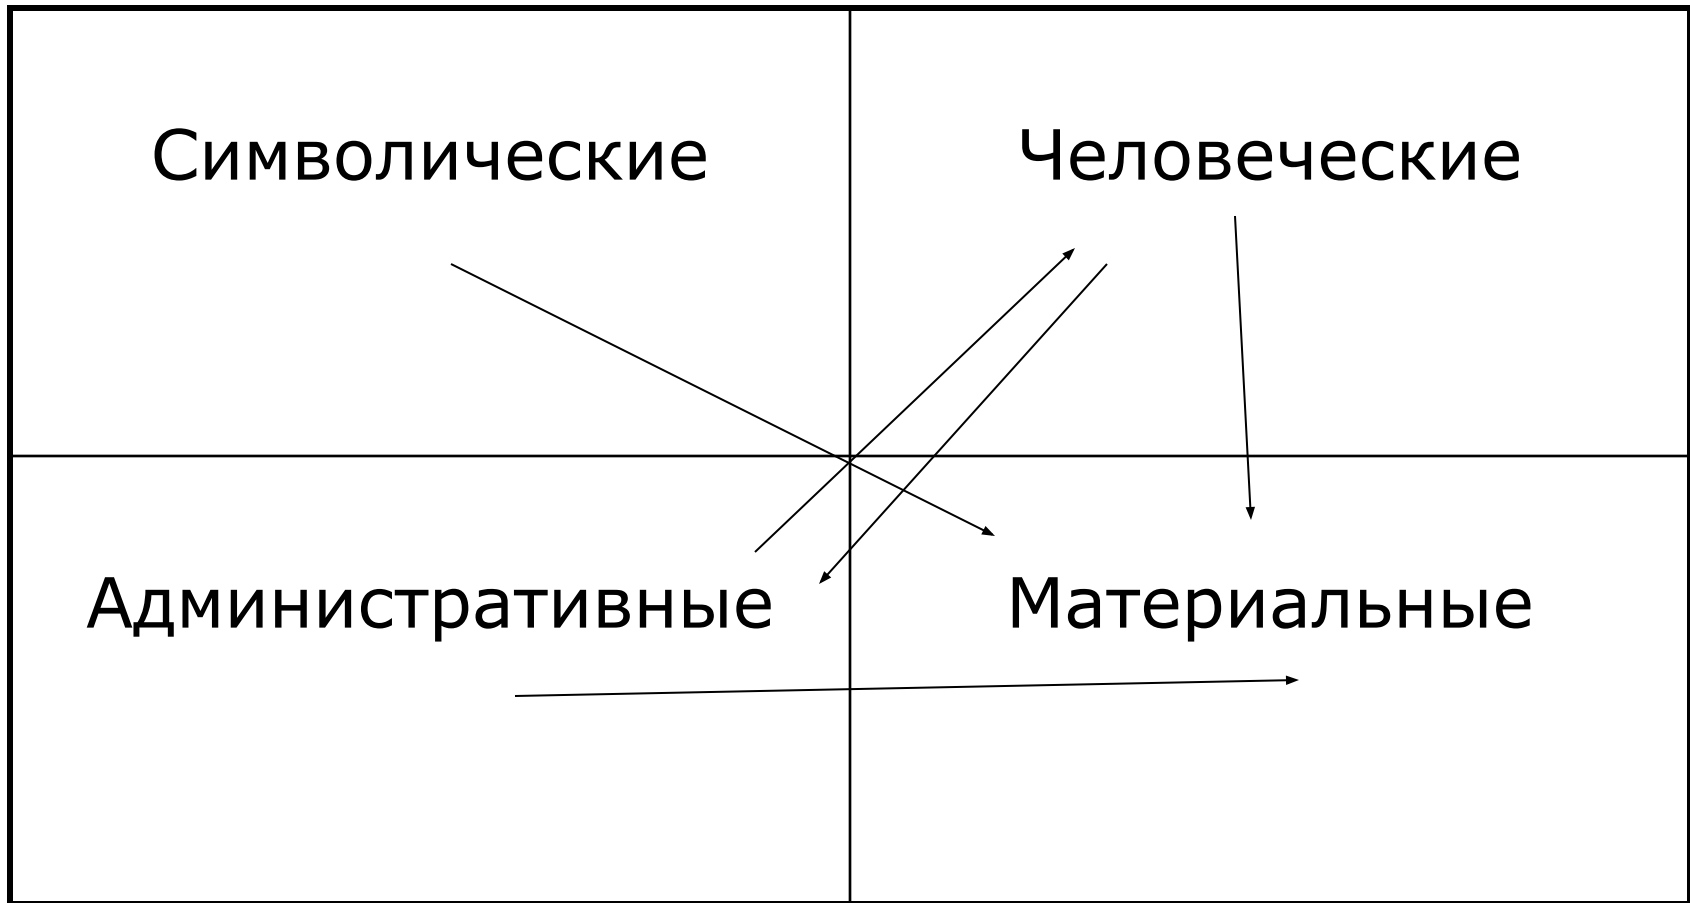 Символические
Человеческие
Административные
Материальные